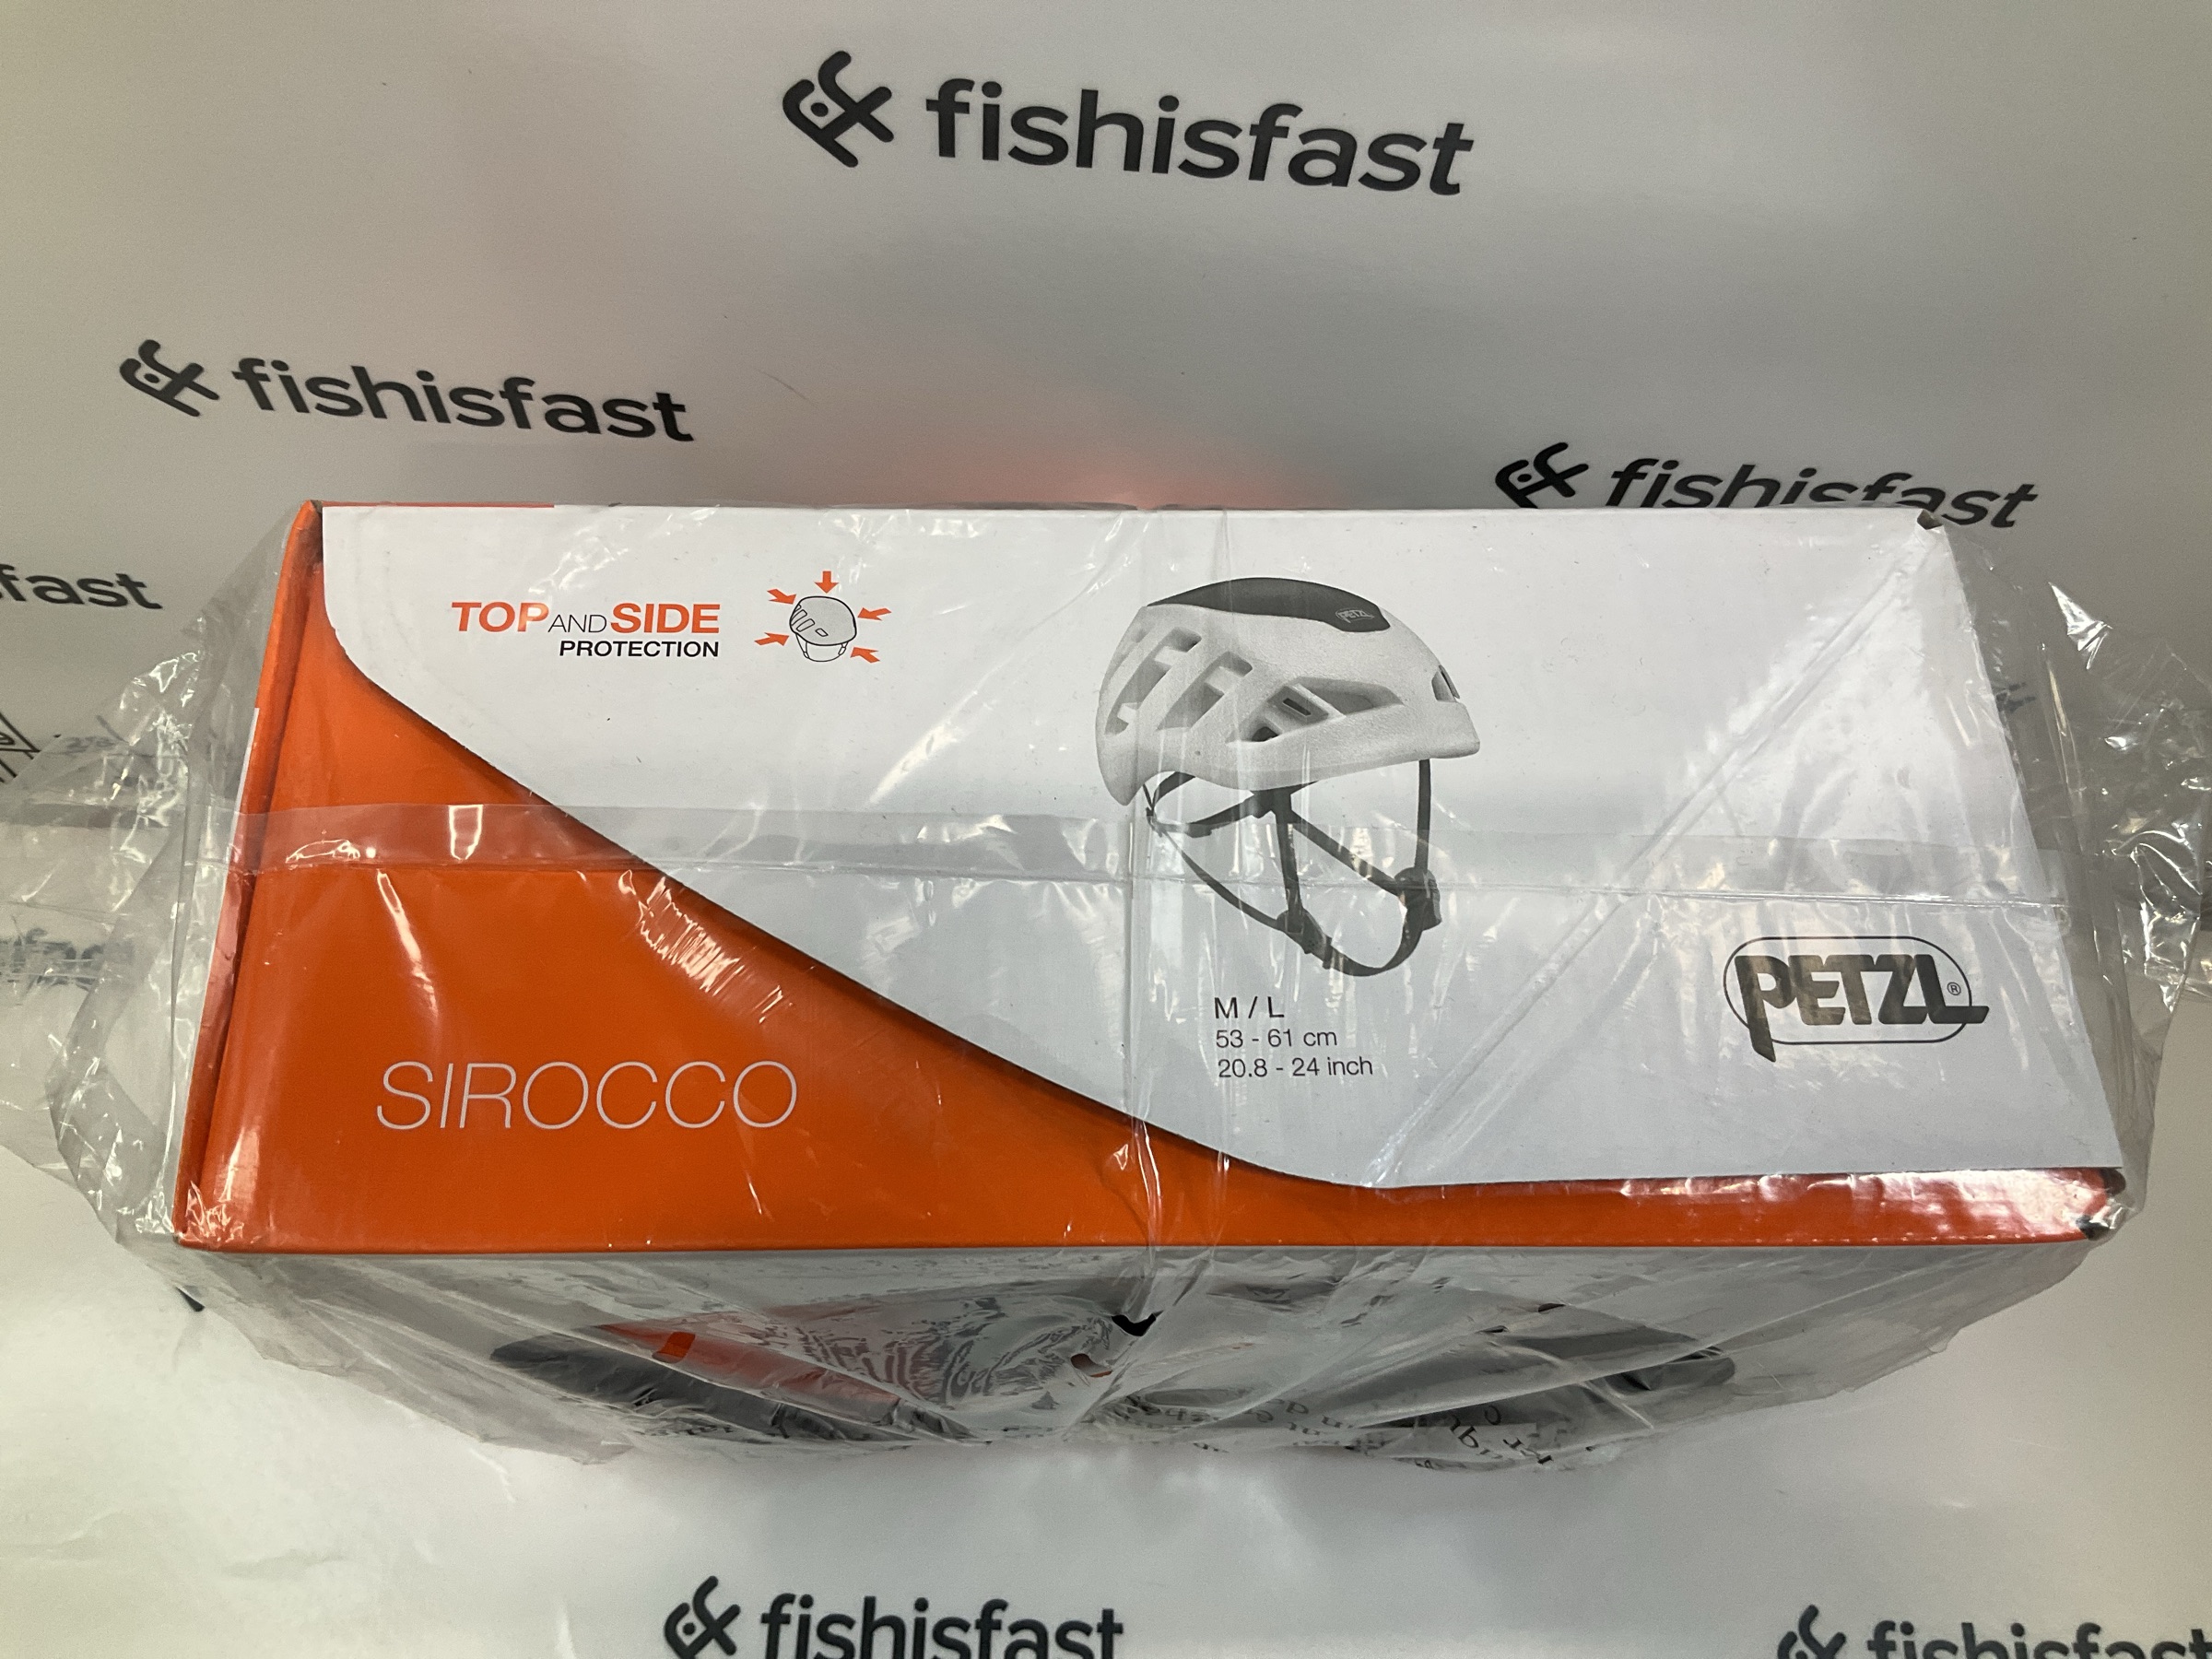 fishisfast
fishisfast
fishisfast
fast
TOP AND SIDE
PROTECTION
PETZL
M / L
53 - 61 cm
20.8 - 24 inch
PETZL®
SIROCCO
fishisfast
fishisfast